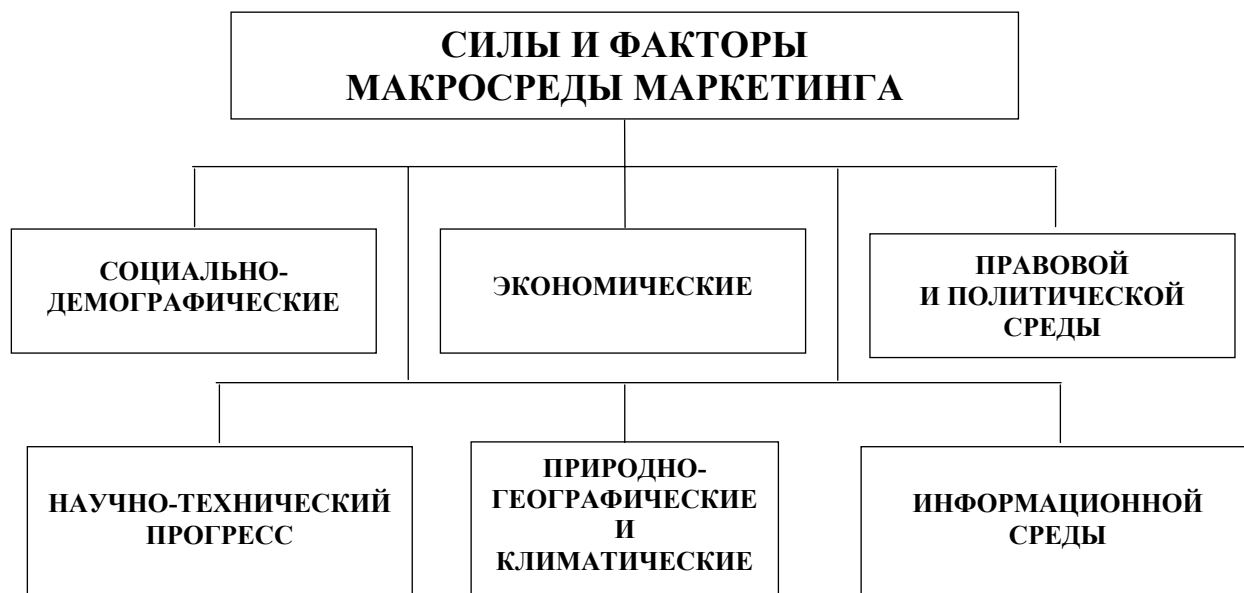 СИЛЫ И ФАКТОРЫ
МАКРОСРЕДЫ МАРКЕТИНГА
СОЦИАЛЬНО-
ДЕМОГРАФИЧЕСКИЕ
ЭКОНОМИЧЕСКИЕ
ПРАВОВОЙ
И ПОЛИТИЧЕСКОЙ
СРЕДЫ
НАУЧНО-ТЕХНИЧЕСКИЙ
ПРОГРЕСС
ПРИРОДНО-
ГЕОГРАФИЧЕСКИЕ
И
КЛИМАТИЧЕСКИЕ
ИНФОРМАЦИОННОЙ
СРЕДЫ